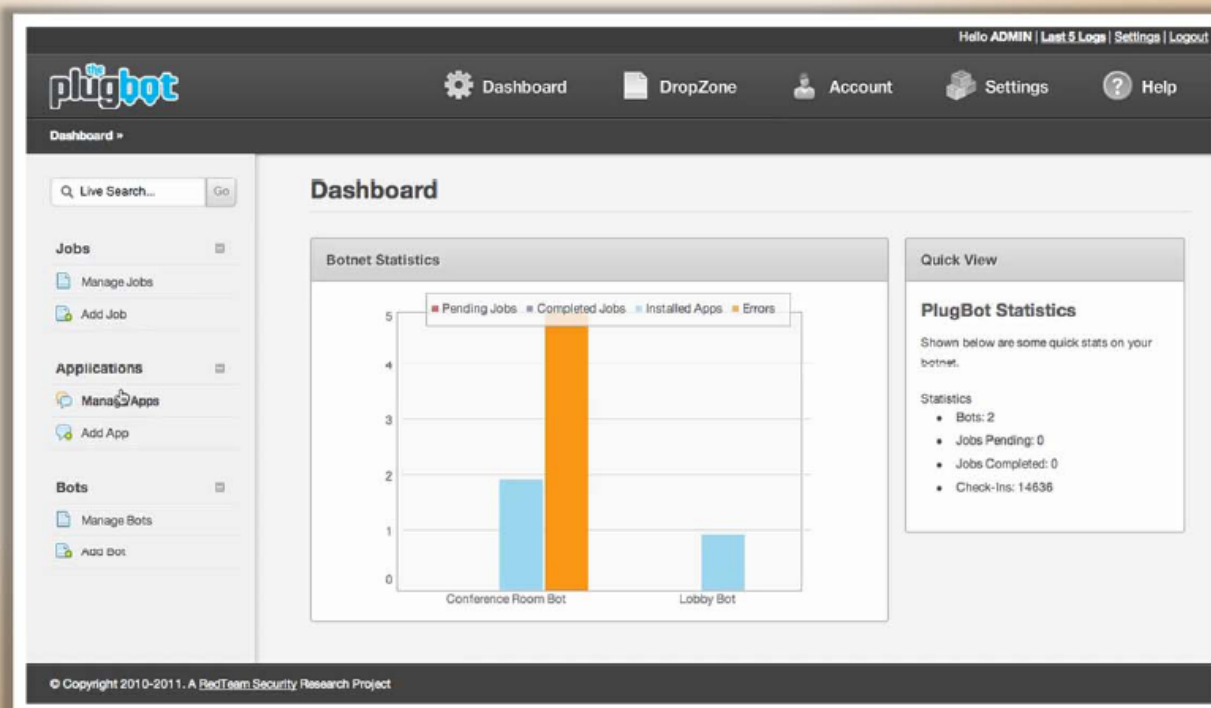 Hello ADMIN | Last 5 Logs | Settings | Logout
the plugbot
Dashboard
DropZone
Account
Settings
? Help
Dashboard »
Live Search...
Go
Dashboard
Jobs
Manage Jobs
Add Job
Applications
Manage Apps
Add App
Bots
Manage Bots
Add Bot
Botnet Statistics
Pending Jobs Completed Jobs Installed Apps Errors
5
4
3
2
1
0
Conference Room Bot
Lobby Bot
Quick View
PlugBot Statistics
Shown below are some quick stats on your
botnet.
Statistics
• Bots: 2
• Jobs Pending: 0
• Jobs Completed: 0
• Check-Ins: 14636
© Copyright 2010-2011. A RedTeam Security Research Project